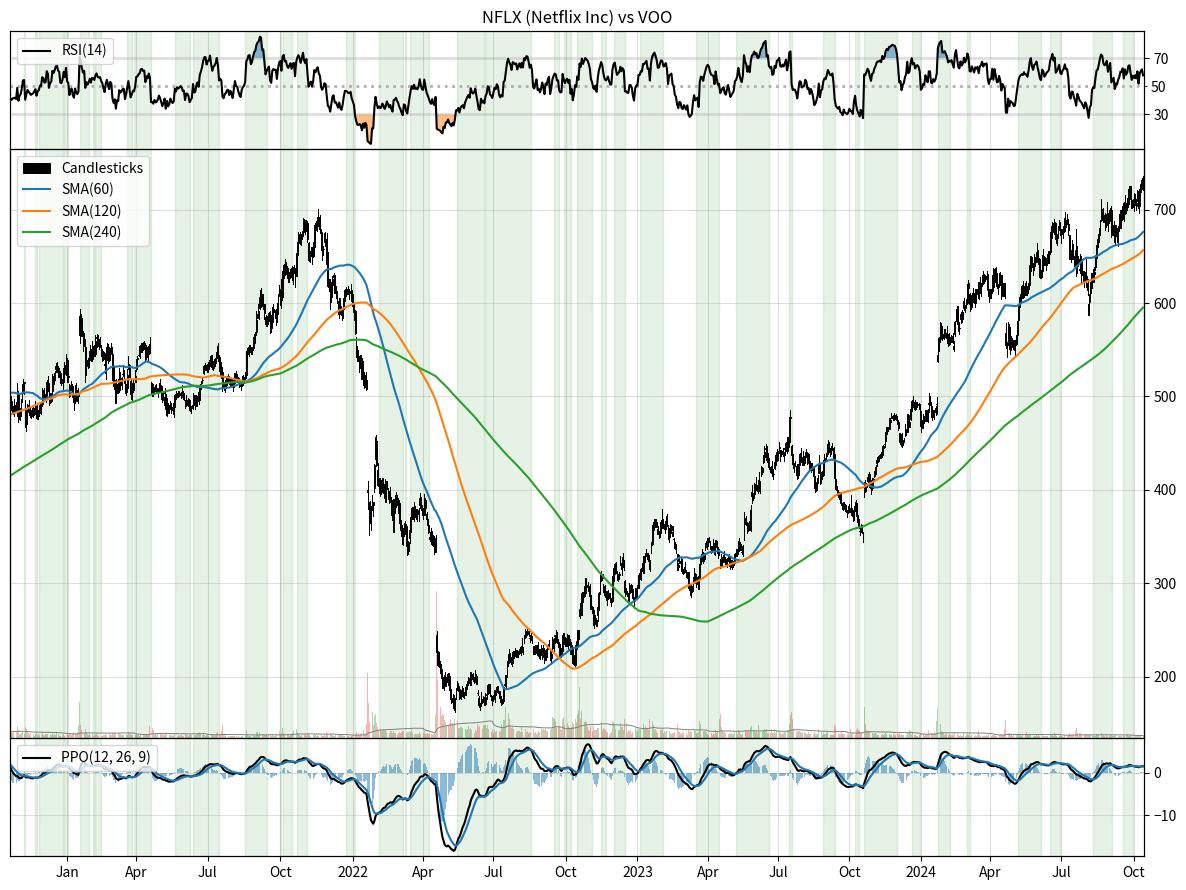 NFLX (Netflix Inc) vs VOO
RSI(14)
70
50
30
Candlesticks
SMA(60)
SMA(120)
SMA(240)
700
600
500
400
300
200
PPO(12, 26, 9)
0
−10
Jan Apr Jul Oct 2022 Apr Jul Oct 2023 Apr Jul Oct 2024 Apr Jul Oct